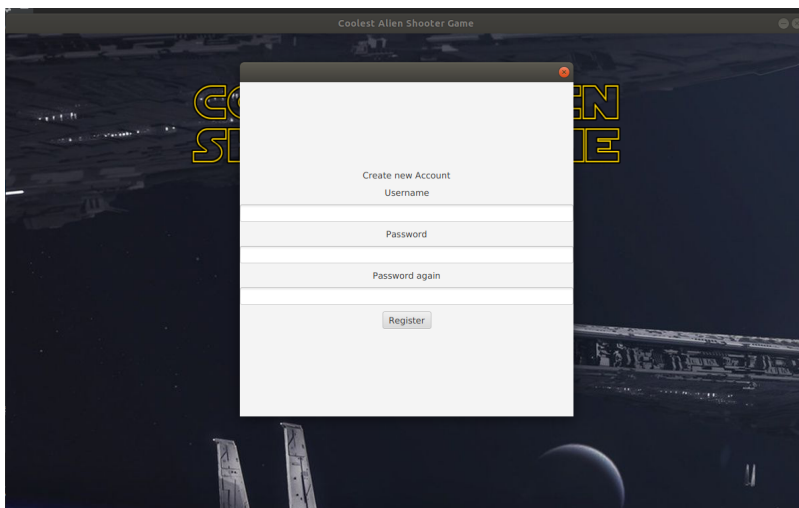 Coolest Alien Shooter Game
Create new Account
Username
Password
Password again
Register